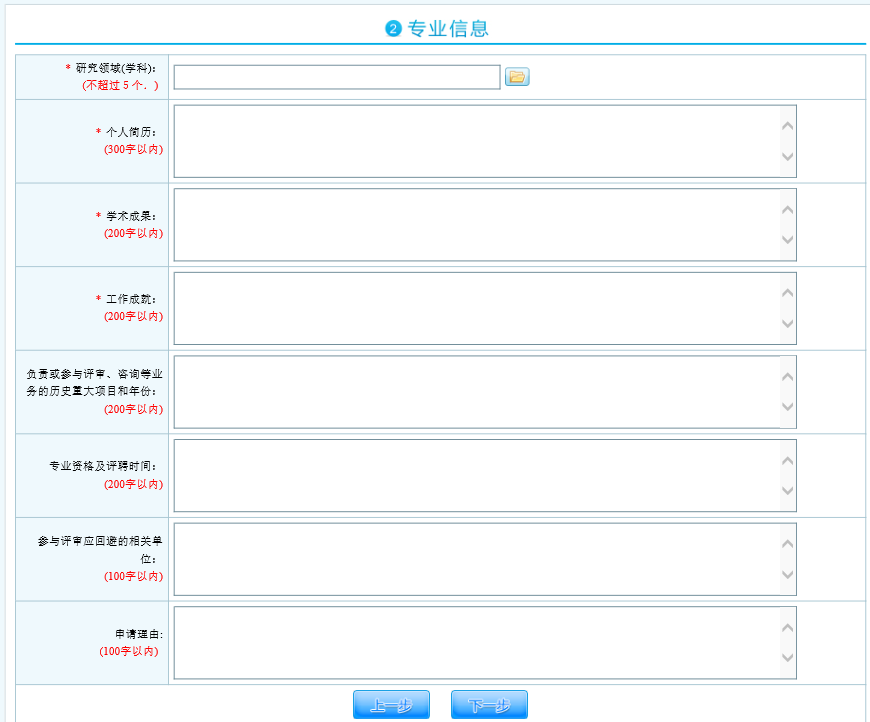 2 专业信息
* 研究领域(学科):
(不超过 5 个. )
* 个人简历:
(300字以内)
* 学术成果:
(200字以内)
* 工作成就:
(200字以内)
负责或参与评审、咨询等业
务的历史重大项目和年份:
(200字以内)
专业资格及评聘时间:
(200字以内)
参与评审应回避的相关单
位:
(100字以内)
申请理由:
(100字以内)
上一步 下一步